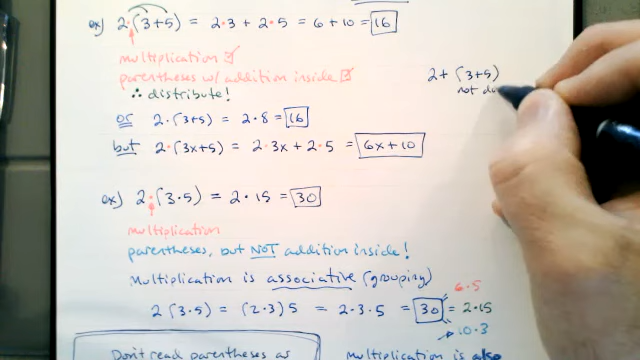 ex) 2·(3+5) = 2·3 + 2·5 = 6+10 = 16
multiplication ☑
parentheses w/ addition inside ☑
∴ distribute!
or 2·(3+5) = 2·8 = 16
but 2·(3x+5) = 2·3x + 2·5 = 6x+10
2+ (3+5)
not
ex) 2·(3·5) = 2·15 = 30
multiplication
parentheses, but NOT addition inside!
Multiplication is associative (grouping)
6·5
2(3·5) = (2·3)5 = 2·3·5 = 30 = 2·15
10·3
Don't read parentheses as
multiplication is also